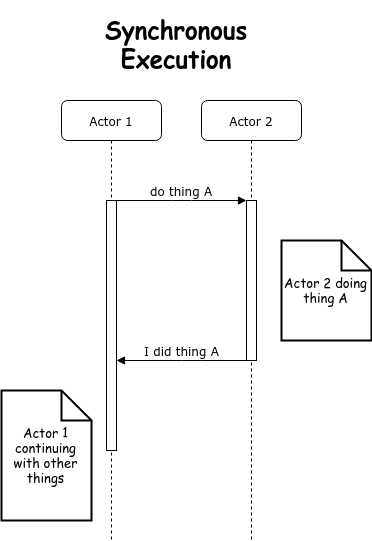 Synchronous
Execution
Actor 1
Actor 2
do thing A
Actor 2 doing
thing A
I did thing A
Actor 1
continuing
with other
things